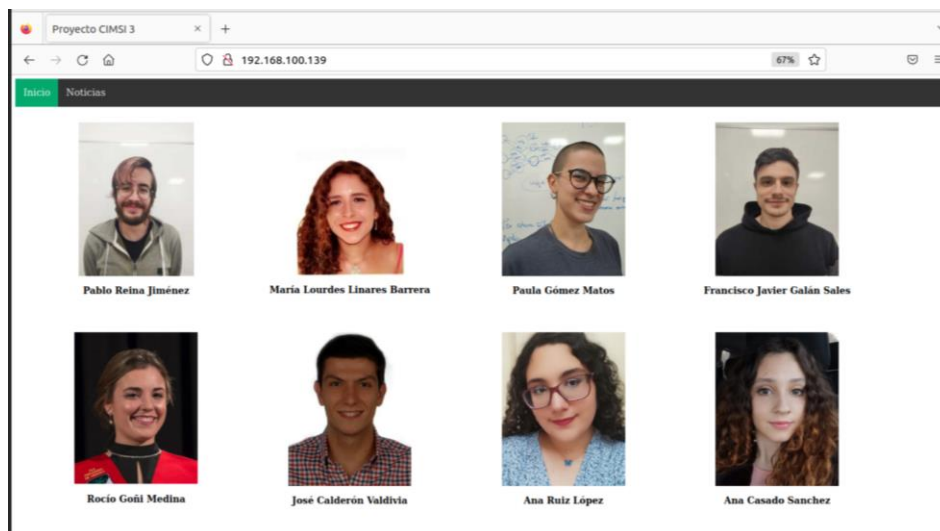 Proyecto CIMSI 3
192.168.100.139
67%
Inicio Noticias
Pablo Reina Jiménez
María Lourdes Linares Barrera
Paula Gómez Matos
Francisco Javier Galán Sales
Rocío Goñi Medina
José Calderón Valdivia
Ana Ruiz López
Ana Casado Sanchez